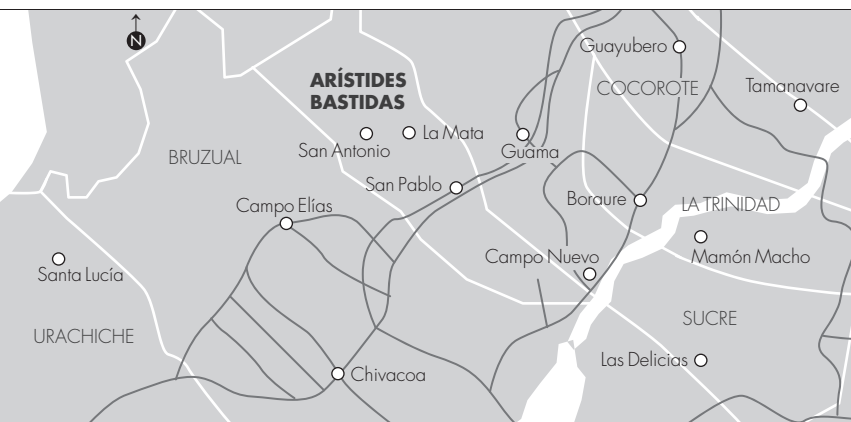 N
Guayubero
ARÍSTIDES
BASTIDAS
COCOROTE
Tamanavare
La Mata
San Antonio
Guama
BRUZUAL
San Pablo
Boraure
LA TRINIDAD
Campo Elías
Campo Nuevo
Mamón Macho
Santa Lucía
SUCRE
URACHICHE
Las Delicias
Chivacoa